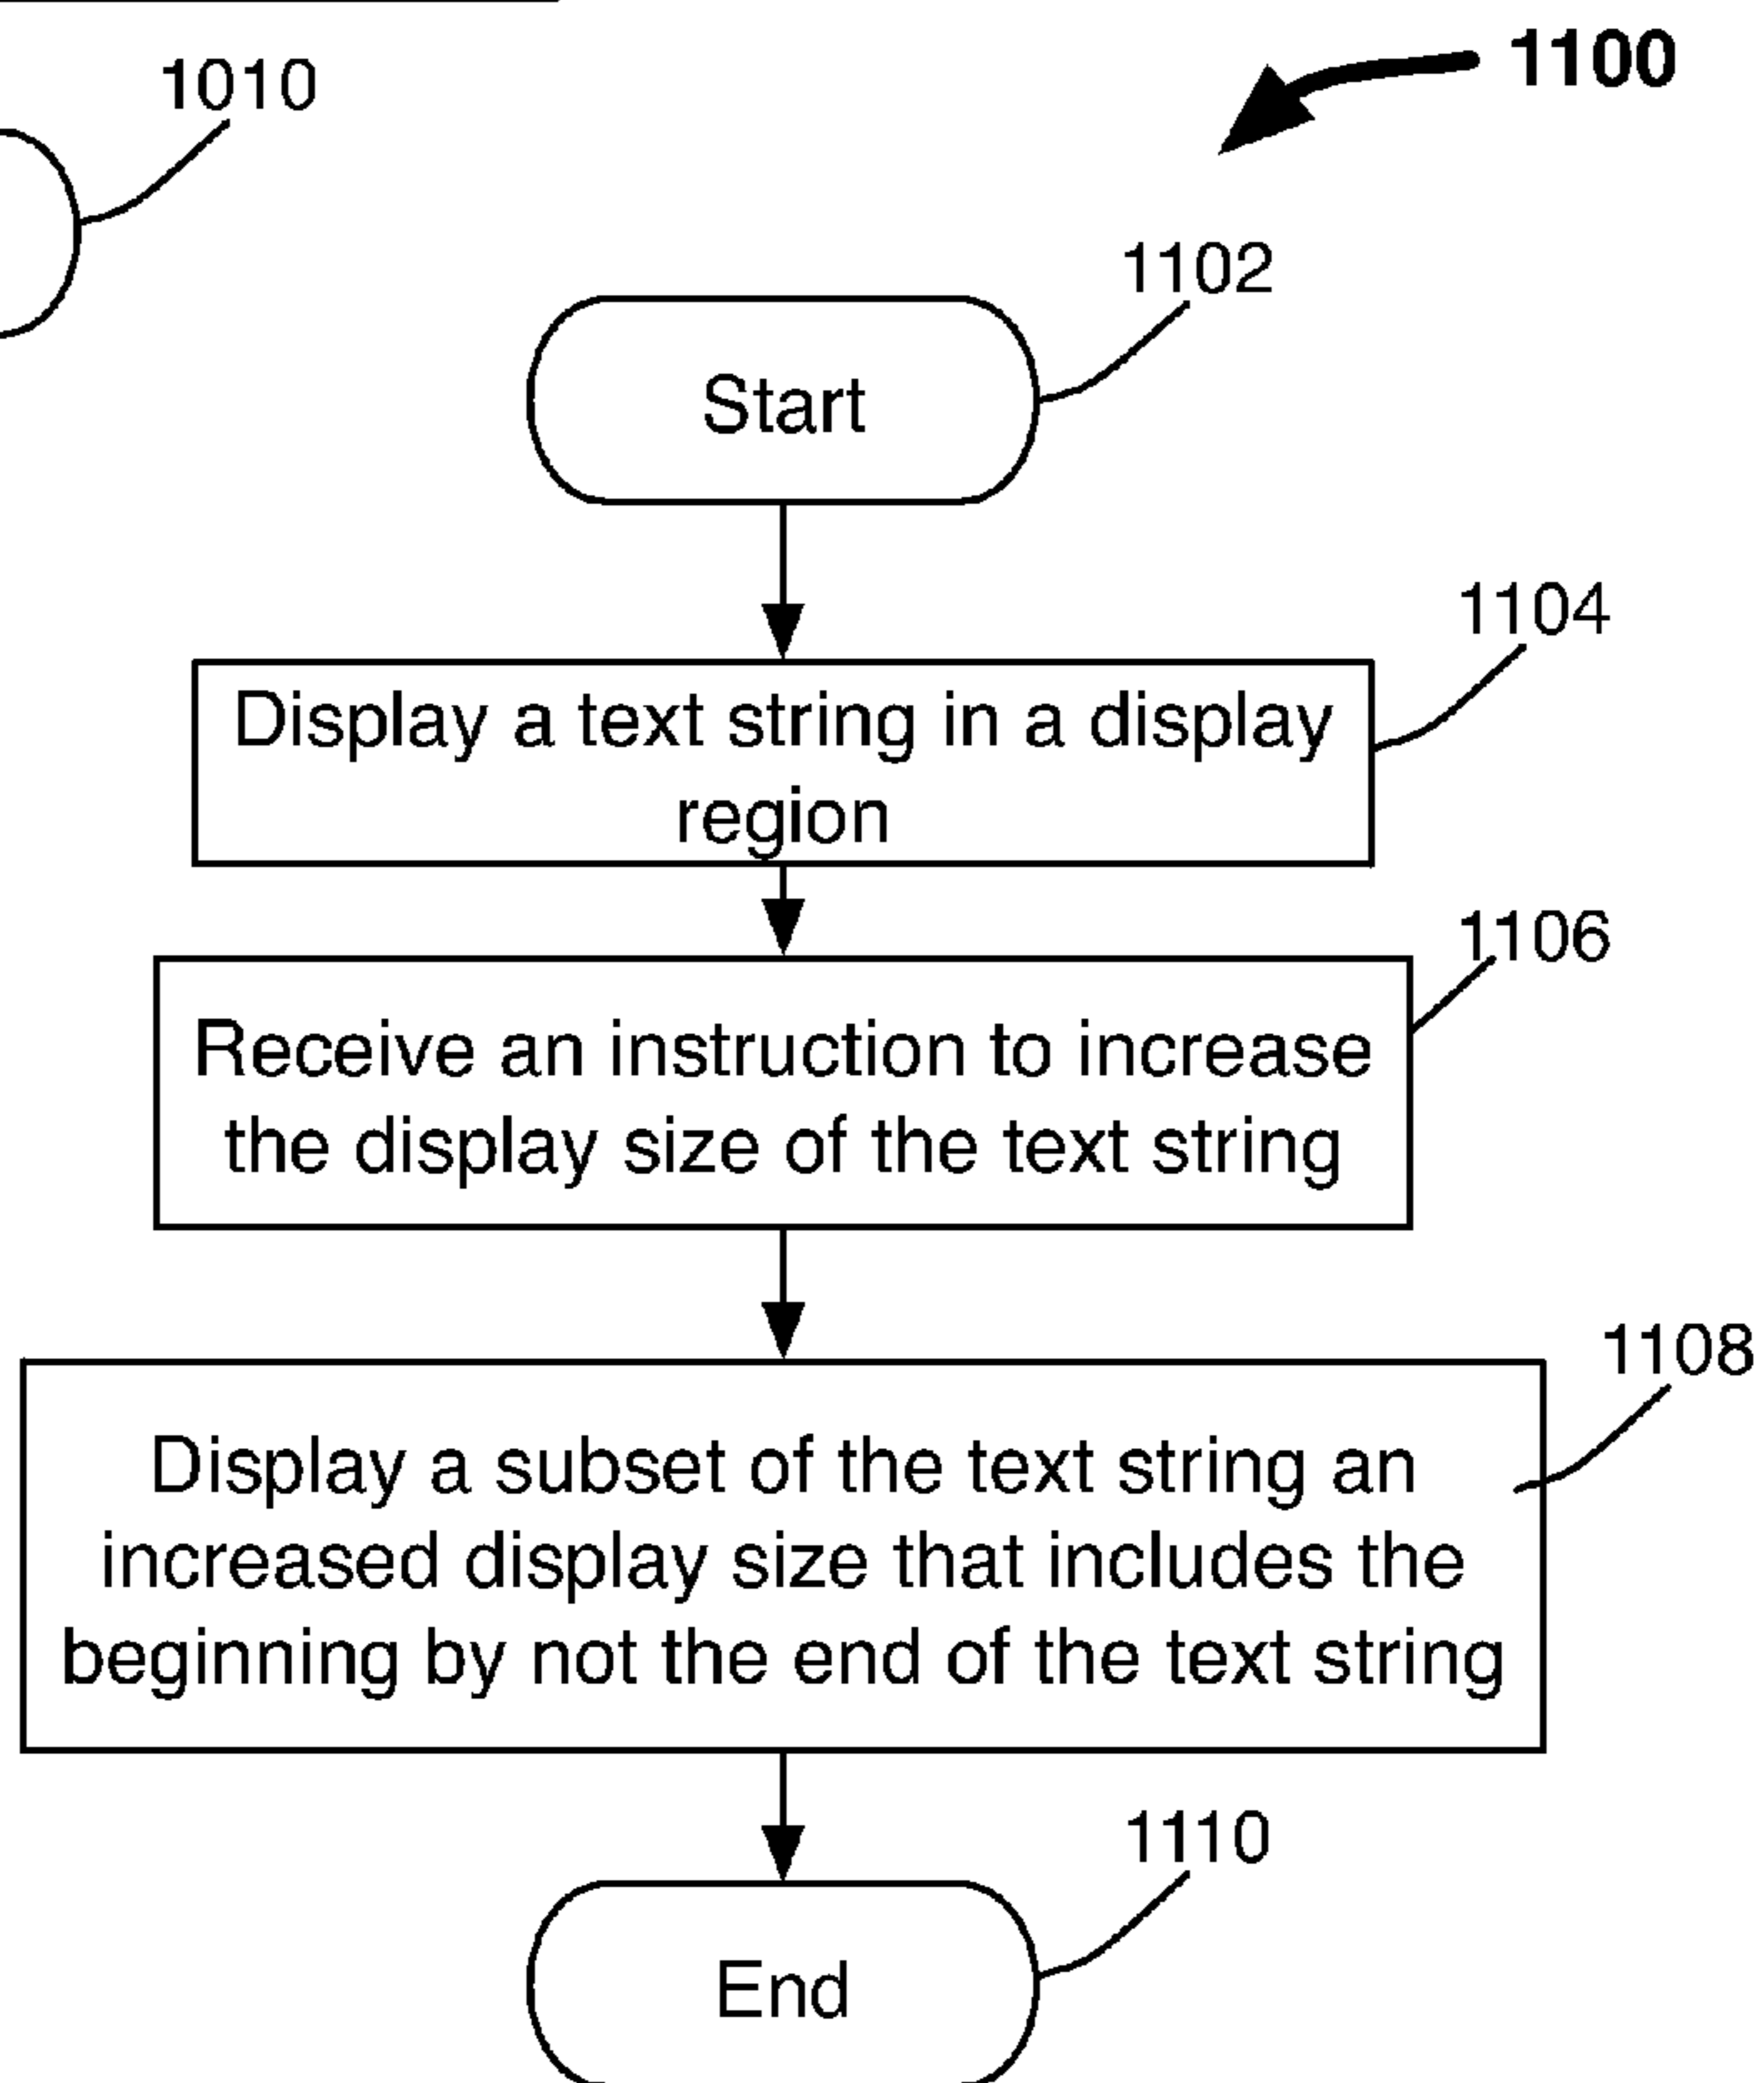 1100
1010
1102
Start
1104
Display a text string in a display
region
1106
Receive an instruction to increase
the display size of the text string
1108
Display a subset of the text string an
increased display size that includes the
beginning by not the end of the text string
1110
End